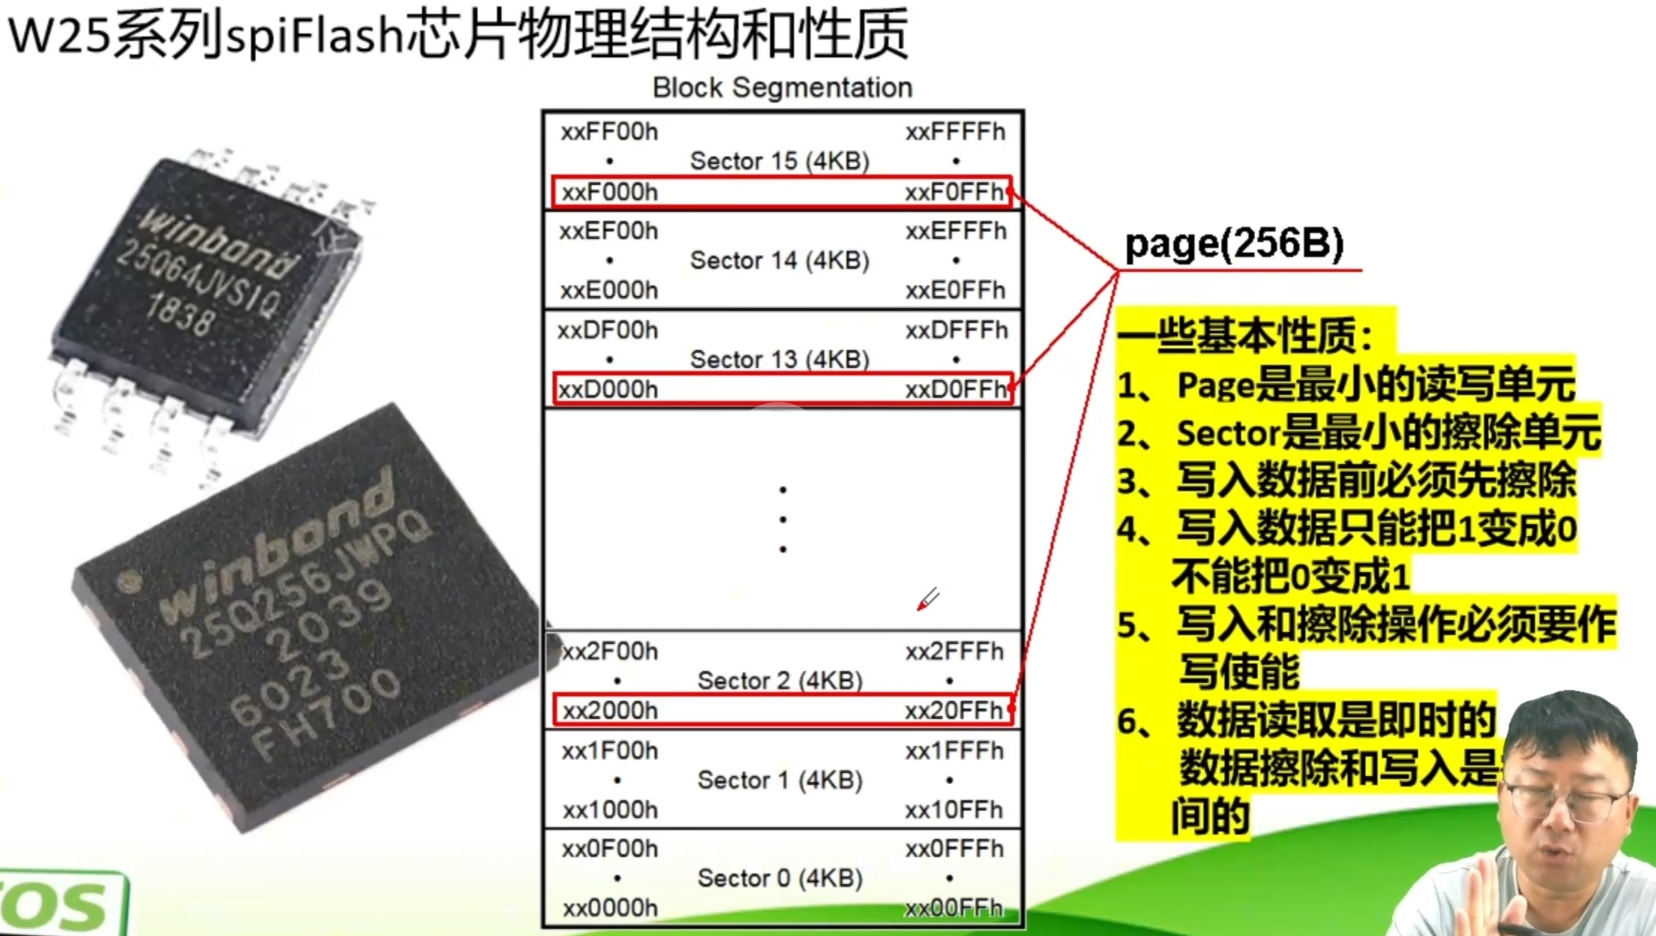 W25系列spiFlash芯片物理结构和性质
Block Segmentation
xxFF00h xxFFFFh
Sector 15 (4KB)
xxF000h xxF0FFh
xxEF00h xxEFFFh
Sector 14 (4KB)
xxE000h xxE0FFh
xxDF00h xxDFFFh
Sector 13 (4KB)
xxD000h xxD0FFh
xx2F00h xx2FFFh
Sector 2 (4KB)
xx2000h xx20FFh
xx1F00h xx1FFFh
Sector 1 (4KB)
xx1000h xx10FFh
xx0F00h xx0FFFh
Sector 0 (4KB)
xx0000h xx00FFh
page(256B)
一些基本性质:
1、Page是最小的读写单元
2、Sector是最小的擦除单元
3、写入数据前必须先擦除
4、写入数据只能把1变成0
不能把0变成1
5、写入和擦除操作必须要作
写使能
6、数据读取是即时的
数据擦除和写入是
间的
winbond
25Q64JVSIQ
1838
winbond
25Q256JWPQ
2039
6023
FH700
TOS